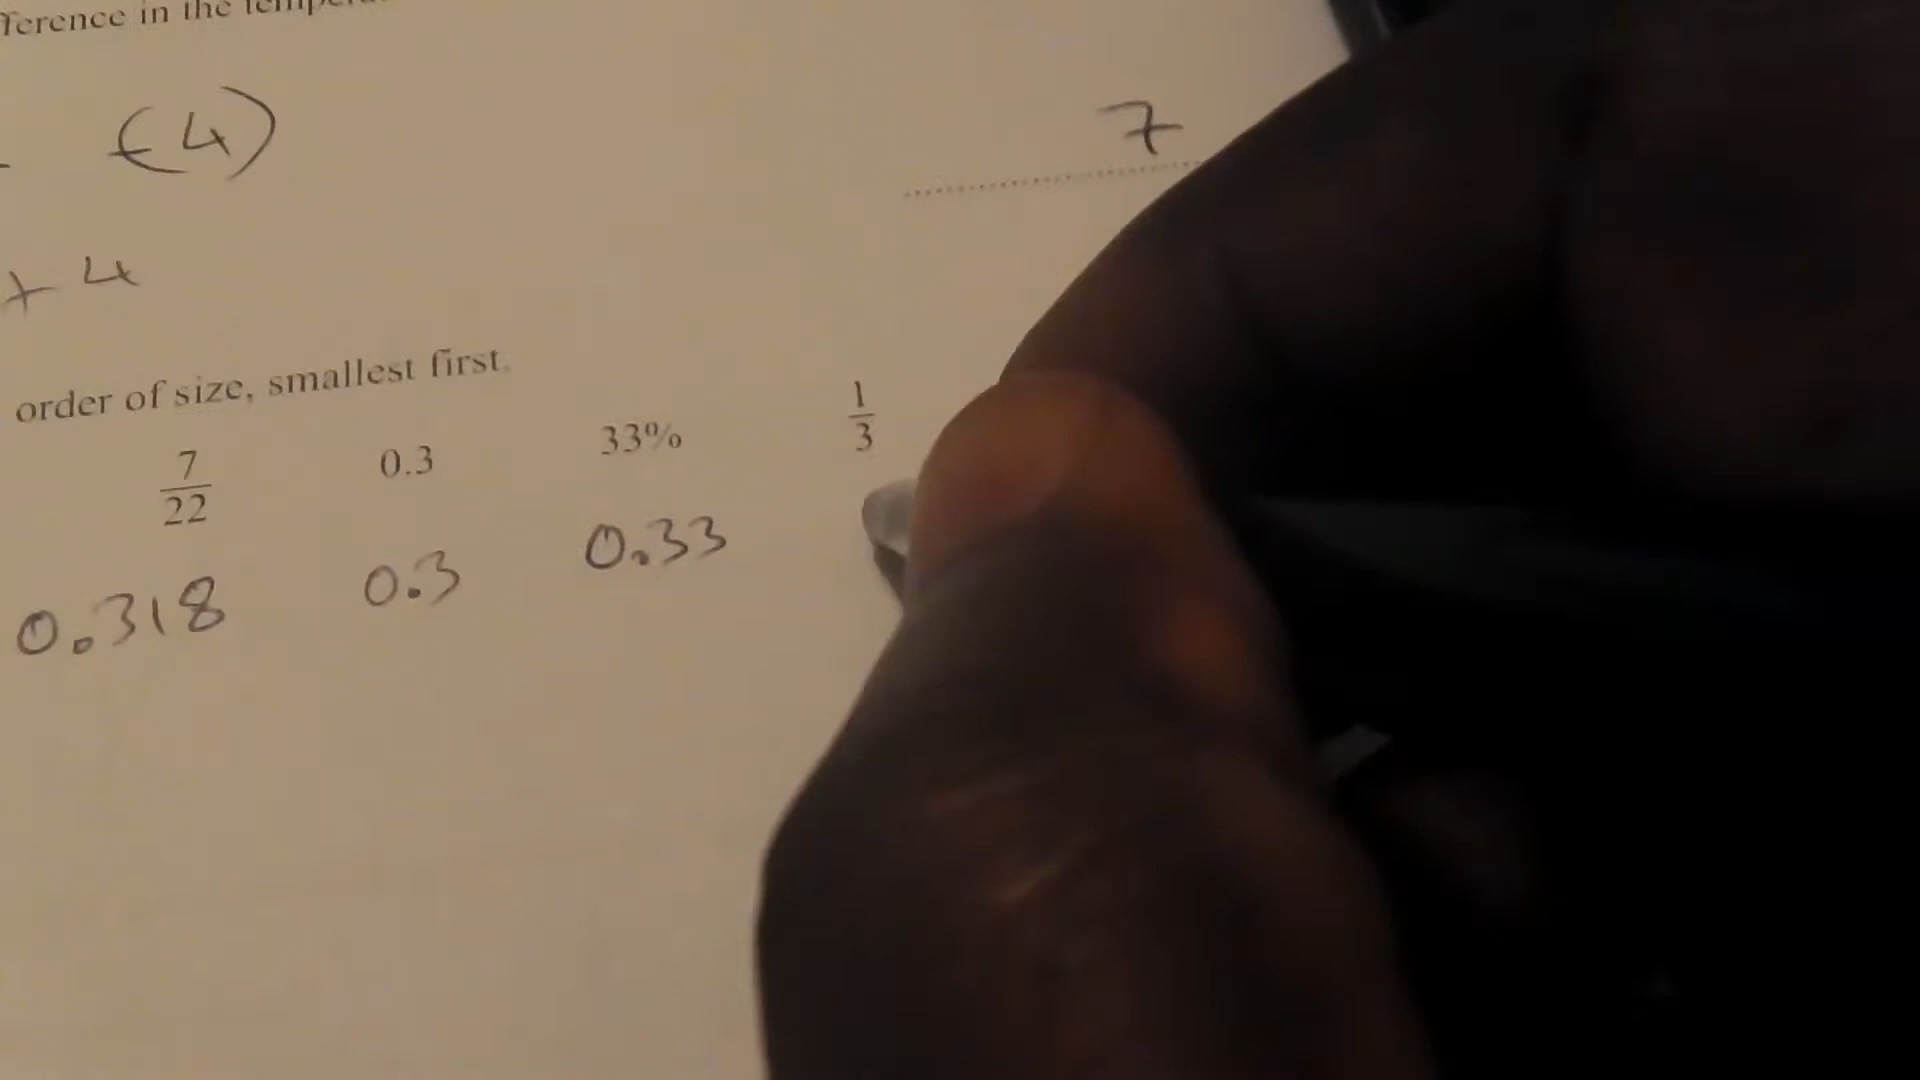 in the
(-4)
7
+ 4
order of size, smallest first.
7/22 0.3 33% 1/3
0.318 0.3 0.33